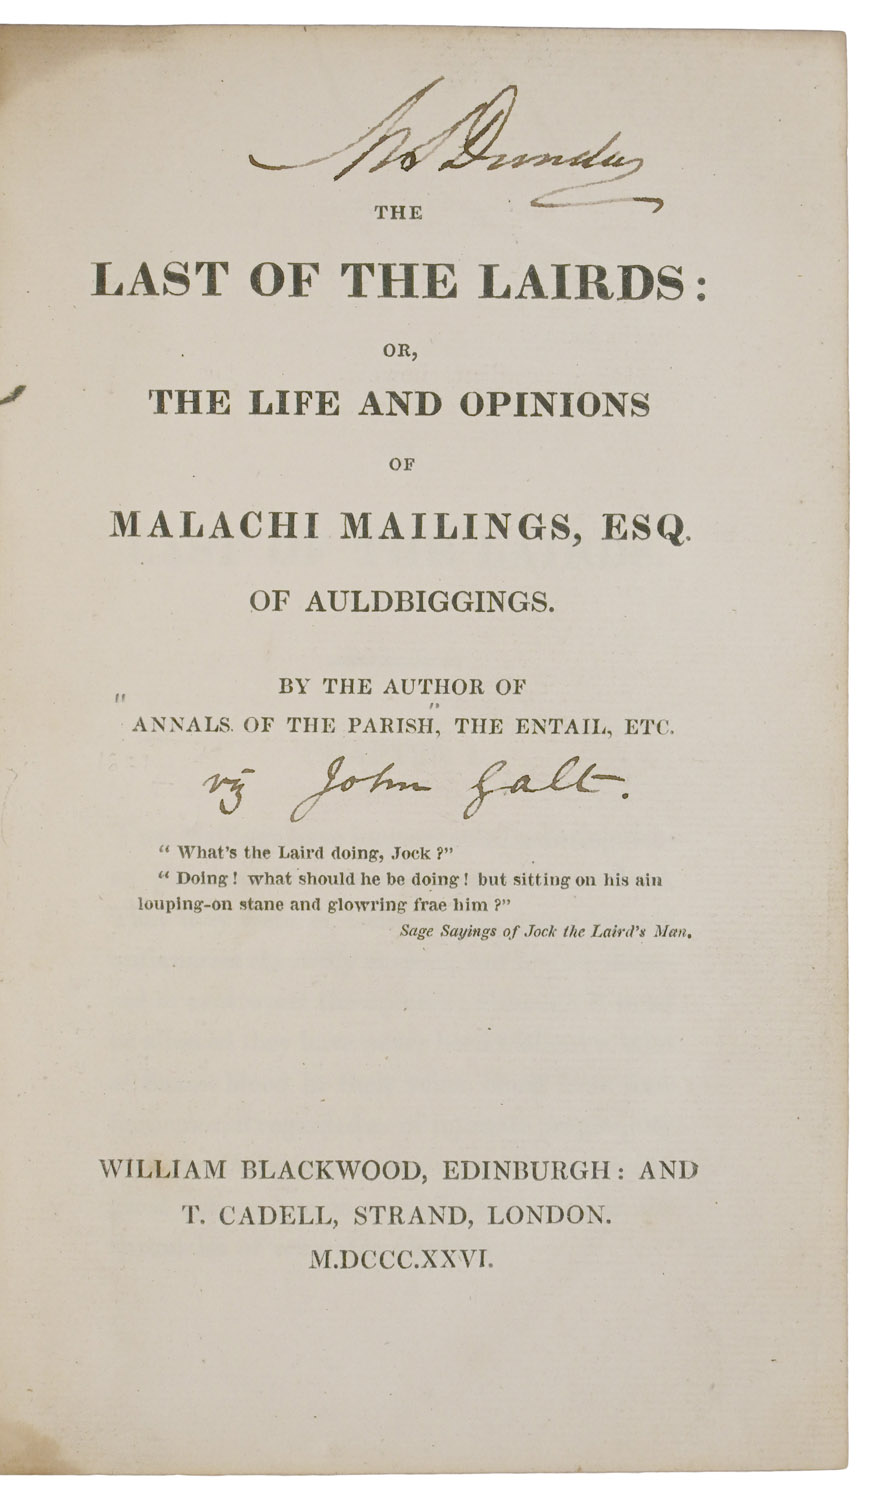 Dundas
THE
LAST OF THE LAIRDS:
OR,
THE LIFE AND OPINIONS
OF
MALACHI MAILINGS, ESQ.
OF AULDBIGGINGS.
BY THE AUTHOR OF
"ANNALS OF THE PARISH," THE ENTAIL, ETC.
viz John Galt.
“ What's the Laird doing, Jock ?”
“ Doing ! what should he be doing ! but sitting on his ain
louping-on stane and glowring frae him ?”
Sage Sayings of Jock the Laird's Man.
WILLIAM BLACKWOOD, EDINBURGH: AND
T. CADELL, STRAND, LONDON.
M.DCCC.XXVI.